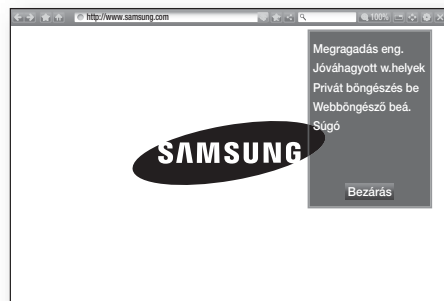 http://www.samsung.com
100%
Megragadás eng.
Jóváhagyott w.helyek
Privát böngészés be
Webböngésző beá.
Súgó
SAMSUNG
Bezárás